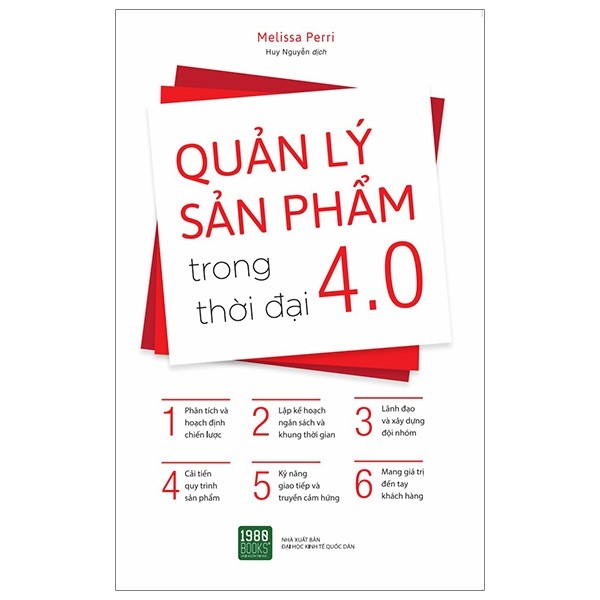 Melissa Perri
Huy Nguyễn dịch
QUẢN LÝ
SẢN PHẨM
trong
thời đại 4.0
1 Phân tích và
hoạch định
chiến lược
2 Lập kế hoạch
ngân sách và
khung thời gian
3 Lãnh đạo
và xây dựng
đội nhóm
4 Cải tiến
quy trình
sản phẩm
5 Kỹ năng
giao tiếp và
truyền cảm hứng
6 Mang giá trị
đến tay
khách hàng
1980
BOOKS
NHÀ XUẤT BẢN
ĐẠI HỌC KINH TẾ QUỐC DÂN